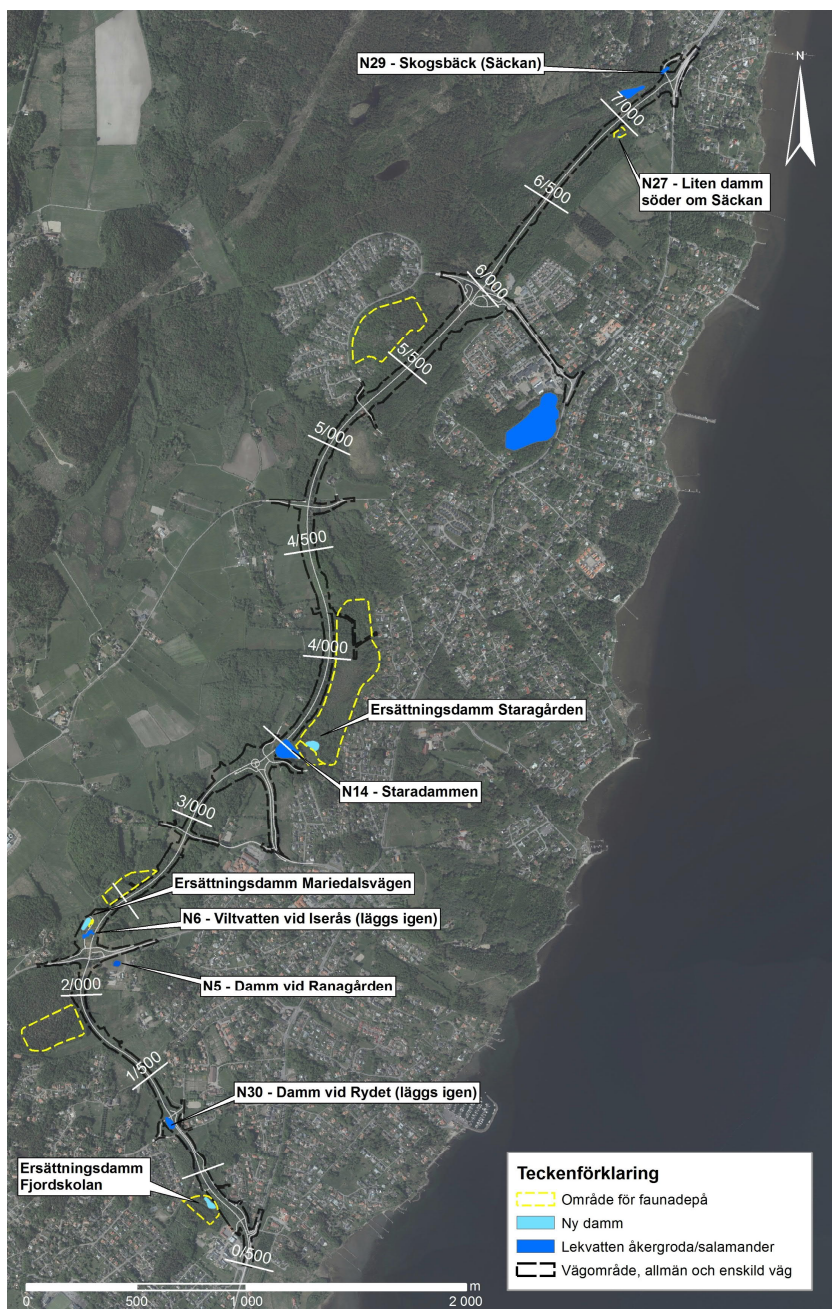 N29 - Skogsbäck (Säckan)
N
7/000
N27 - Liten damm
söder om Säckan
6/500
6/000
5/500
5/000
4/500
4/000
Ersättningsdamm Staragården
N14 - Staradammen
3/000
Ersättningsdamm Mariedalsvägen
N6 - Viltvatten vid Iserås (läggs igen)
N5 - Damm vid Ranagården
2/000
1/500
N30 - Damm vid Rydet (läggs igen)
Ersättningsdamm
Fjordskolan
0/500
Teckenförklaring
Område för faunadepå
Ny damm
Lekvatten åkergroda/salamander
Vägområde, allmän och enskild väg
0 500 1 000 2 000 m